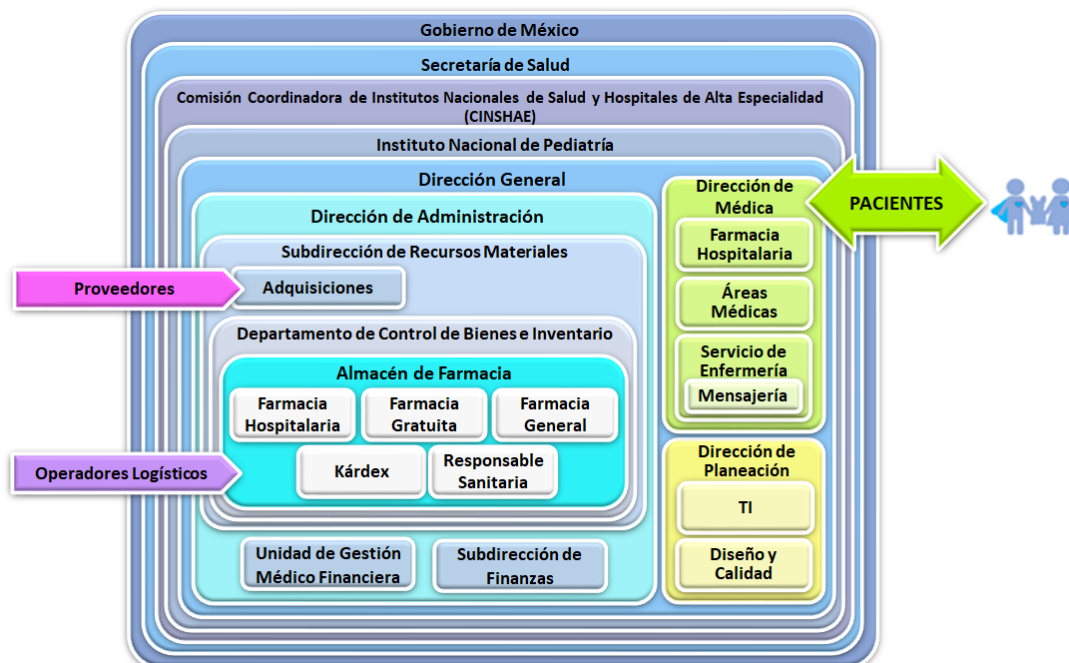 Gobierno de México
Secretaría de Salud
Comisión Coordinadora de Institutos Nacionales de Salud y Hospitales de Alta Especialidad
(CINSHAE)
Instituto Nacional de Pediatría
Dirección General
Dirección de Administración
Subdirección de Recursos Materiales
Proveedores
Adquisiciones
Departamento de Control de Bienes e Inventario
Almacén de Farmacia
Farmacia
Hospitalaria
Farmacia
Gratuita
Farmacia
General
Operadores Logísticos
Kárdex
Responsable
Sanitaria
Unidad de Gestión
Médico Financiera
Subdirección de
Finanzas
Dirección de
Médica
Farmacia
Hospitalaria
Áreas
Médicas
Servicio de
Enfermería
Mensajería
Dirección de
Planeación
TI
Diseño y
Calidad
PACIENTES